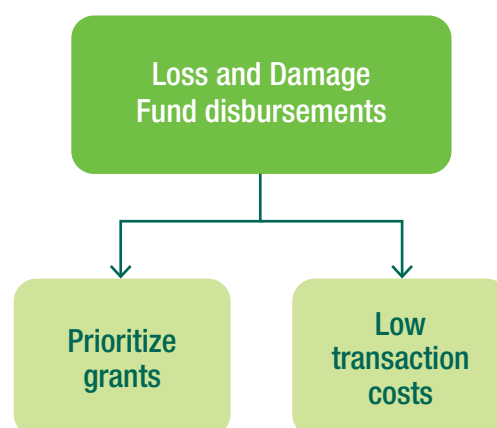 Loss and Damage
Fund disbursements
Prioritize
grants
Low
transaction
costs